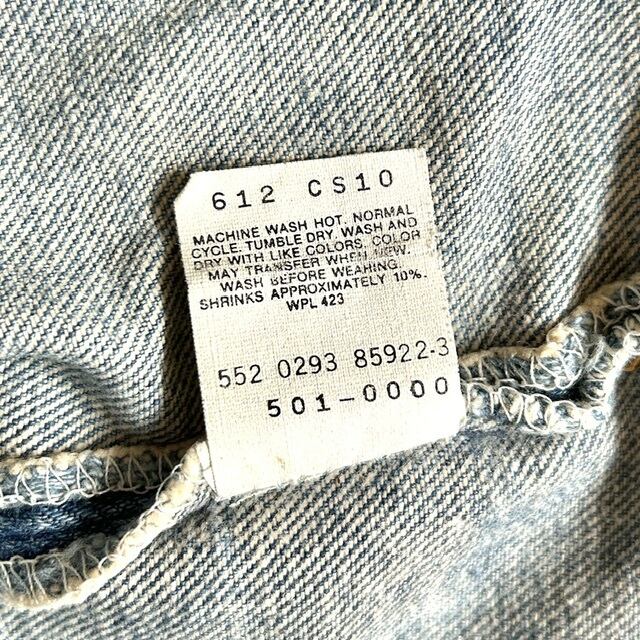 612 CS10
MACHINE WASH HOT. NORMAL
CYCLE. TUMBLE DRY. WASH AND
DRY WITH LIKE COLORS. COLOR
MAY TRANSFER WHEN NEW.
WASH BEFORE WEARING.
SHRINKS APPROXIMATELY 10%.
WPL 423
552 0293 85922-3
501-0000